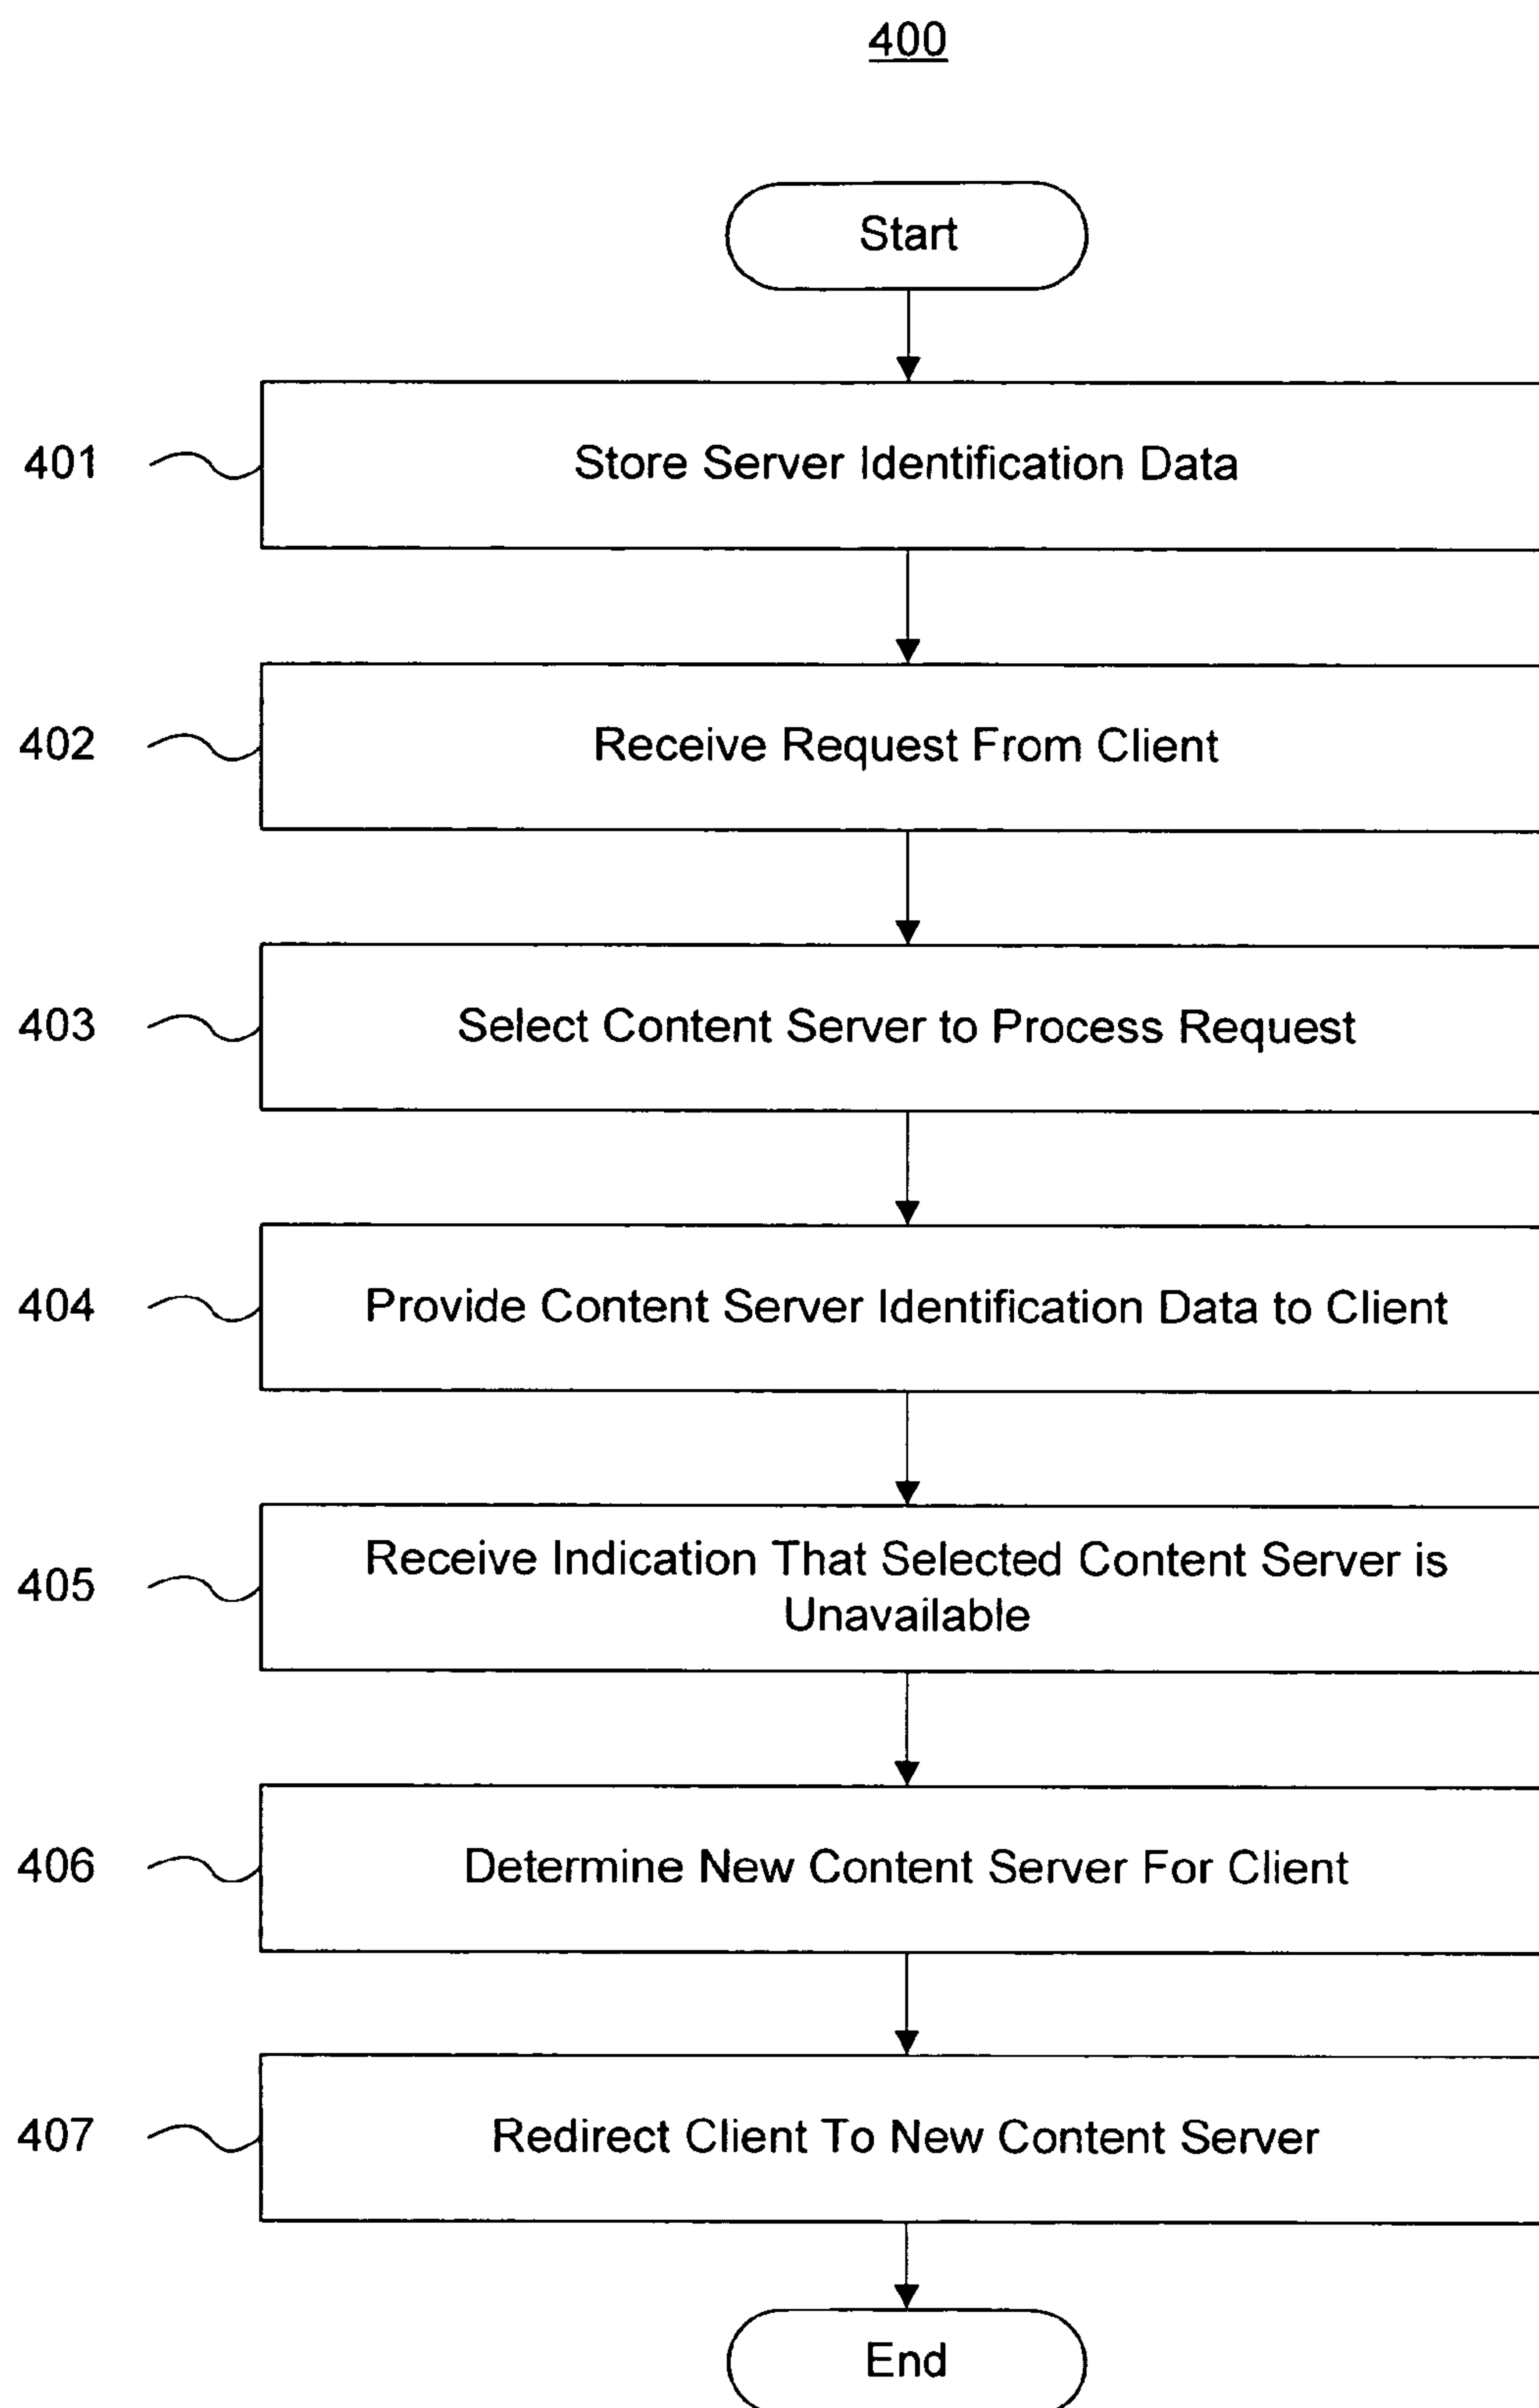 400
Start
401
Store Server Identification Data
402
Receive Request From Client
403
Select Content Server to Process Request
404
Provide Content Server Identification Data to Client
405
Receive Indication That Selected Content Server is
Unavailable
406
Determine New Content Server For Client
407
Redirect Client To New Content Server
End